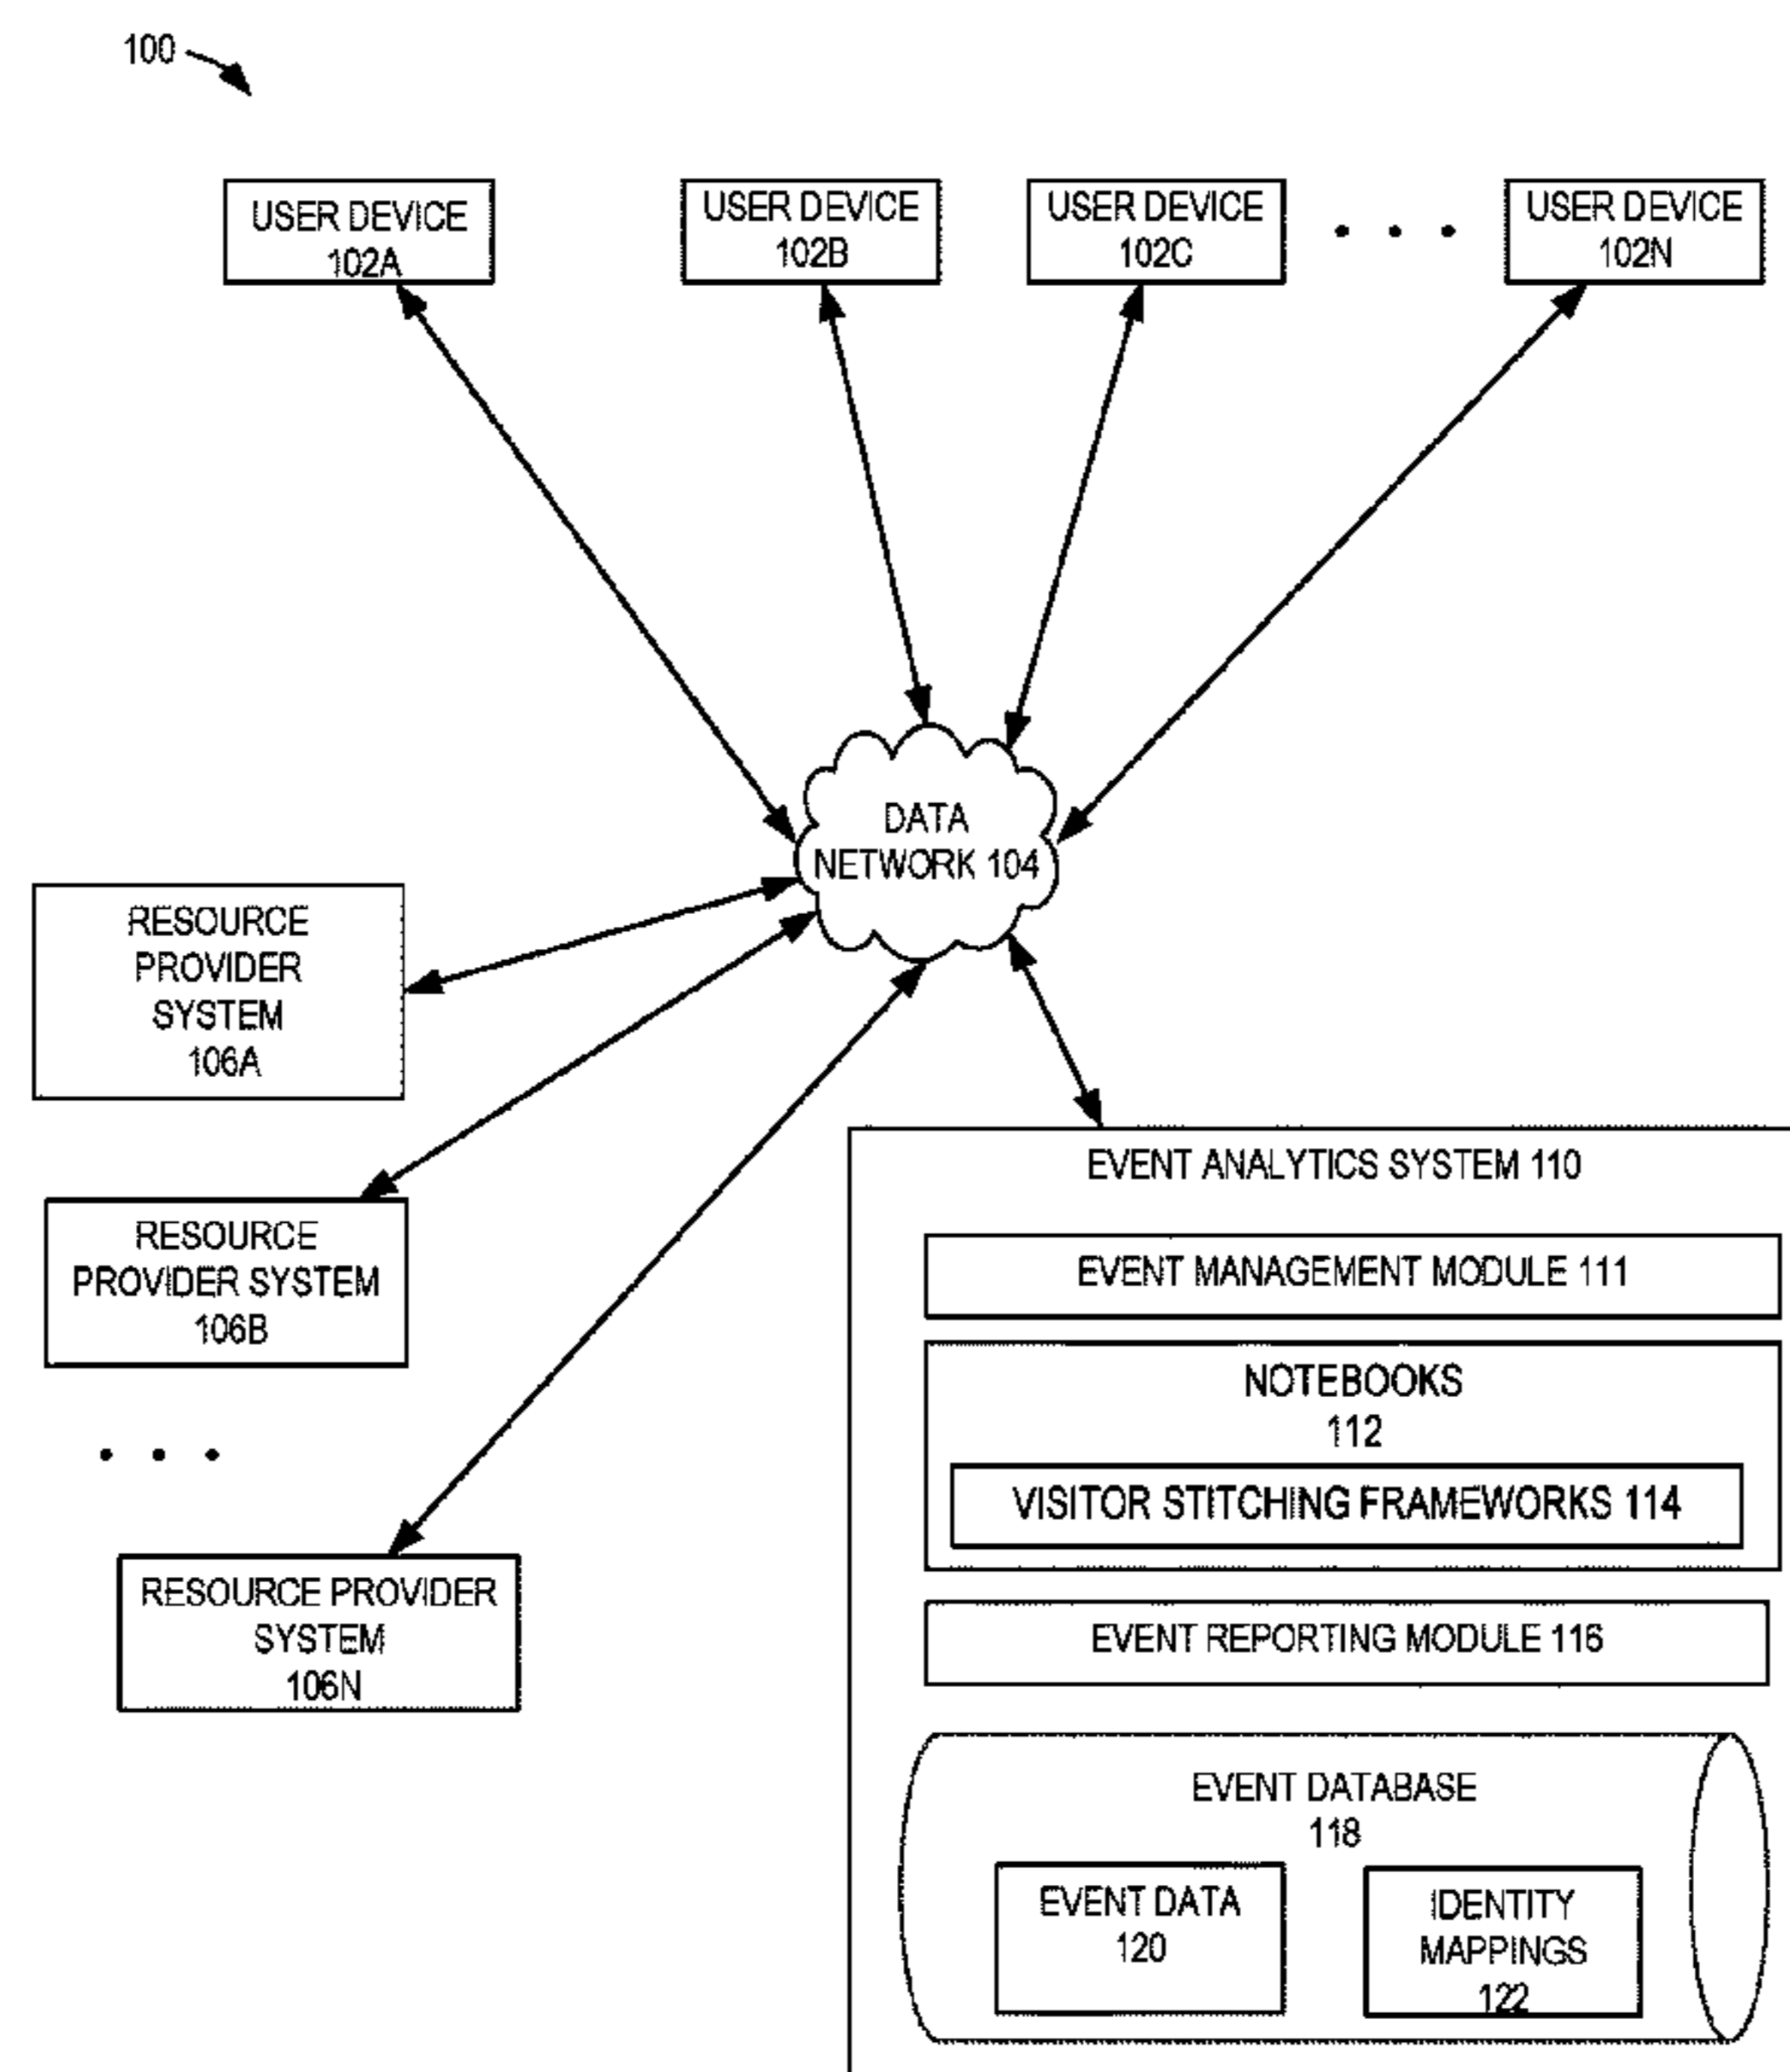 100
USER DEVICE
102A
USER DEVICE
102B
USER DEVICE
102C
USER DEVICE
102N
DATA
NETWORK 104
RESOURCE
PROVIDER
SYSTEM
106A
RESOURCE
PROVIDER SYSTEM
106B
RESOURCE PROVIDER
SYSTEM
106N
EVENT ANALYTICS SYSTEM 110
EVENT MANAGEMENT MODULE 111
NOTEBOOKS
112
VISITOR STITCHING FRAMEWORKS 114
EVENT REPORTING MODULE 116
EVENT DATABASE
118
EVENT DATA
120
IDENTITY
MAPPINGS
122